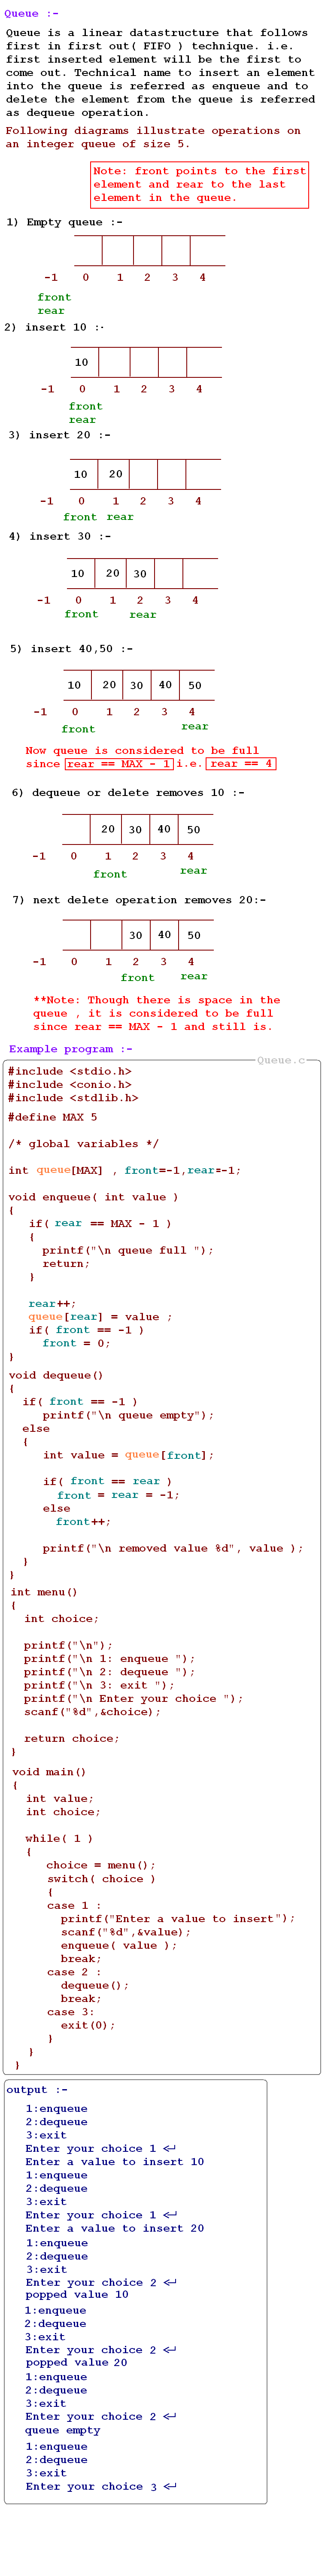 Queue :-
Queue is a linear datastructure that follows
first in first out( FIFO ) technique. i.e.
first inserted element will be the first to
come out. Technical name to insert an element
into the queue is referred as enqueue and to
delete the element from the queue is referred
as dequeue operation.
Following diagrams illustrate operations on
an integer queue of size 5.
Note: front points to the first
element and rear to the last
element in the queue.
1) Empty queue :-
-1 0 1 2 3 4
front
rear
2) insert 10 :-
10
-1 0 1 2 3 4
front
rear
3) insert 20 :-
10 20
-1 0 1 2 3 4
front rear
4) insert 30 :-
10 20 30
-1 0 1 2 3 4
front rear
5) insert 40,50 :-
10 20 30 40 50
-1 0 1 2 3 4
front rear
Now queue is considered to be full
since rear == MAX - 1 i.e. rear == 4
6) dequeue or delete removes 10 :-
20 30 40 50
-1 0 1 2 3 4
front rear
7) next delete operation removes 20:-
30 40 50
-1 0 1 2 3 4
front rear
**Note: Though there is space in the
queue , it is considered to be full
since rear == MAX - 1 and still is.
Example program :-
Queue.c
#include <stdio.h>
#include <conio.h>
#include <stdlib.h>
#define MAX 5
/* global variables */
int queue[MAX] , front=-1,rear=-1;
void enqueue( int value )
{
if( rear == MAX - 1 )
{
printf("\n queue full ");
return;
}
rear++;
queue[rear] = value ;
if( front == -1 )
front = 0;
}
void dequeue()
{
if( front == -1 )
printf("\n queue empty");
else
{
int value = queue[front];
if( front == rear )
front = rear = -1;
else
front++;
printf("\n removed value %d", value );
}
}
int menu()
{
int choice;
printf("\n");
printf("\n 1: enqueue ");
printf("\n 2: dequeue ");
printf("\n 3: exit ");
printf("\n Enter your choice ");
scanf("%d",&choice);
return choice;
}
void main()
{
int value;
int choice;
while( 1 )
{
choice = menu();
switch( choice )
{
case 1 :
printf("Enter a value to insert");
scanf("%d",&value);
enqueue( value );
break;
case 2 :
dequeue();
break;
case 3:
exit(0);
}
}
}
output :-
1:enqueue
2:dequeue
3:exit
Enter your choice 1 ↵
Enter a value to insert 10
1:enqueue
2:dequeue
3:exit
Enter your choice 1 ↵
Enter a value to insert 20
1:enqueue
2:dequeue
3:exit
Enter your choice 2 ↵
popped value 10
1:enqueue
2:dequeue
3:exit
Enter your choice 2 ↵
popped value 20
1:enqueue
2:dequeue
3:exit
Enter your choice 2 ↵
queue empty
1:enqueue
2:dequeue
3:exit
Enter your choice 3 ↵